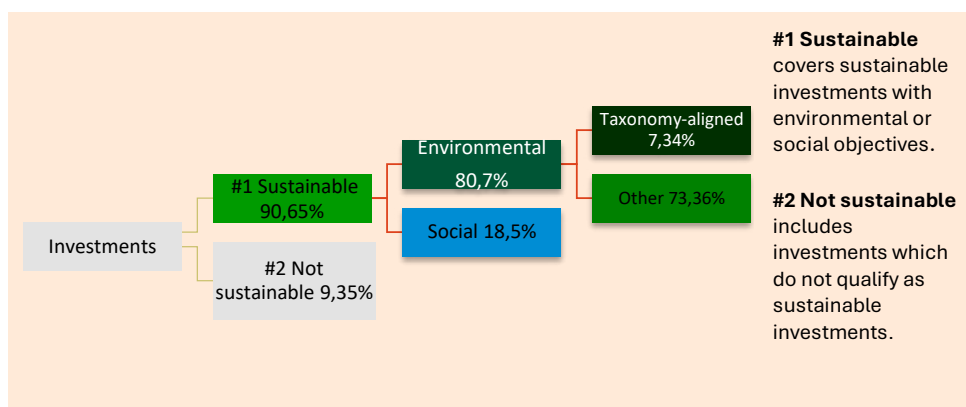 Investments
#1 Sustainable
90,65%
#2 Not
sustainable 9,35%
Environmental
80,7%
Social 18,5%
Taxonomy-aligned
7,34%
Other 73,36%
#1 Sustainable
covers sustainable
investments with
environmental or
social objectives.
#2 Not sustainable
includes
investments which
do not qualify as
sustainable
investments.